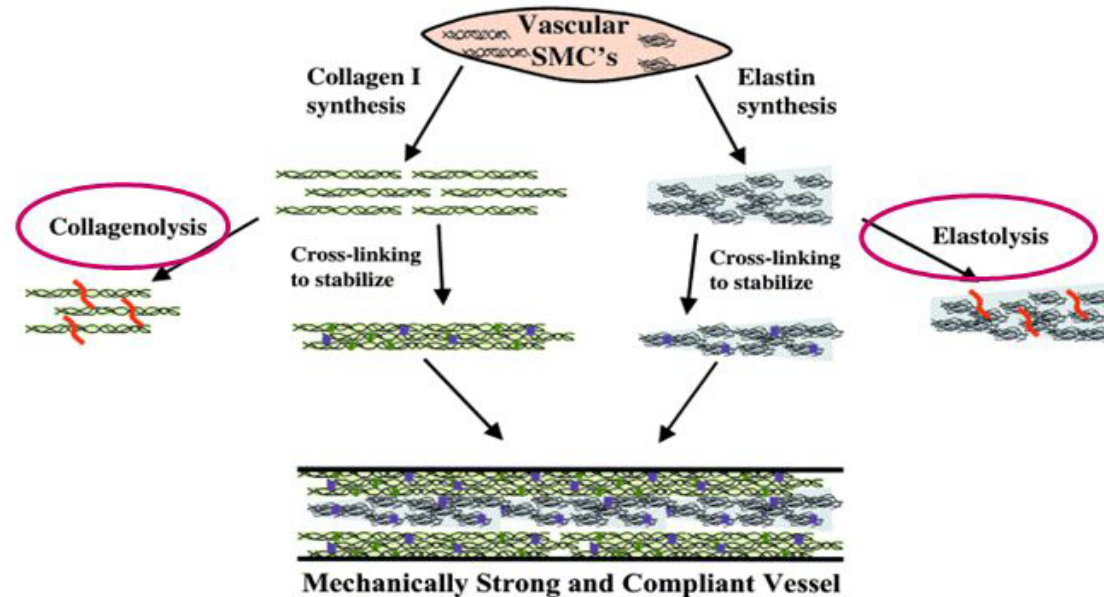 Vascular
SMC's
Collagen I
synthesis
Elastin
synthesis
Collagenolysis
Elastolysis
Cross-linking
to stabilize
Cross-linking
to stabilize
Mechanically Strong and Compliant Vessel